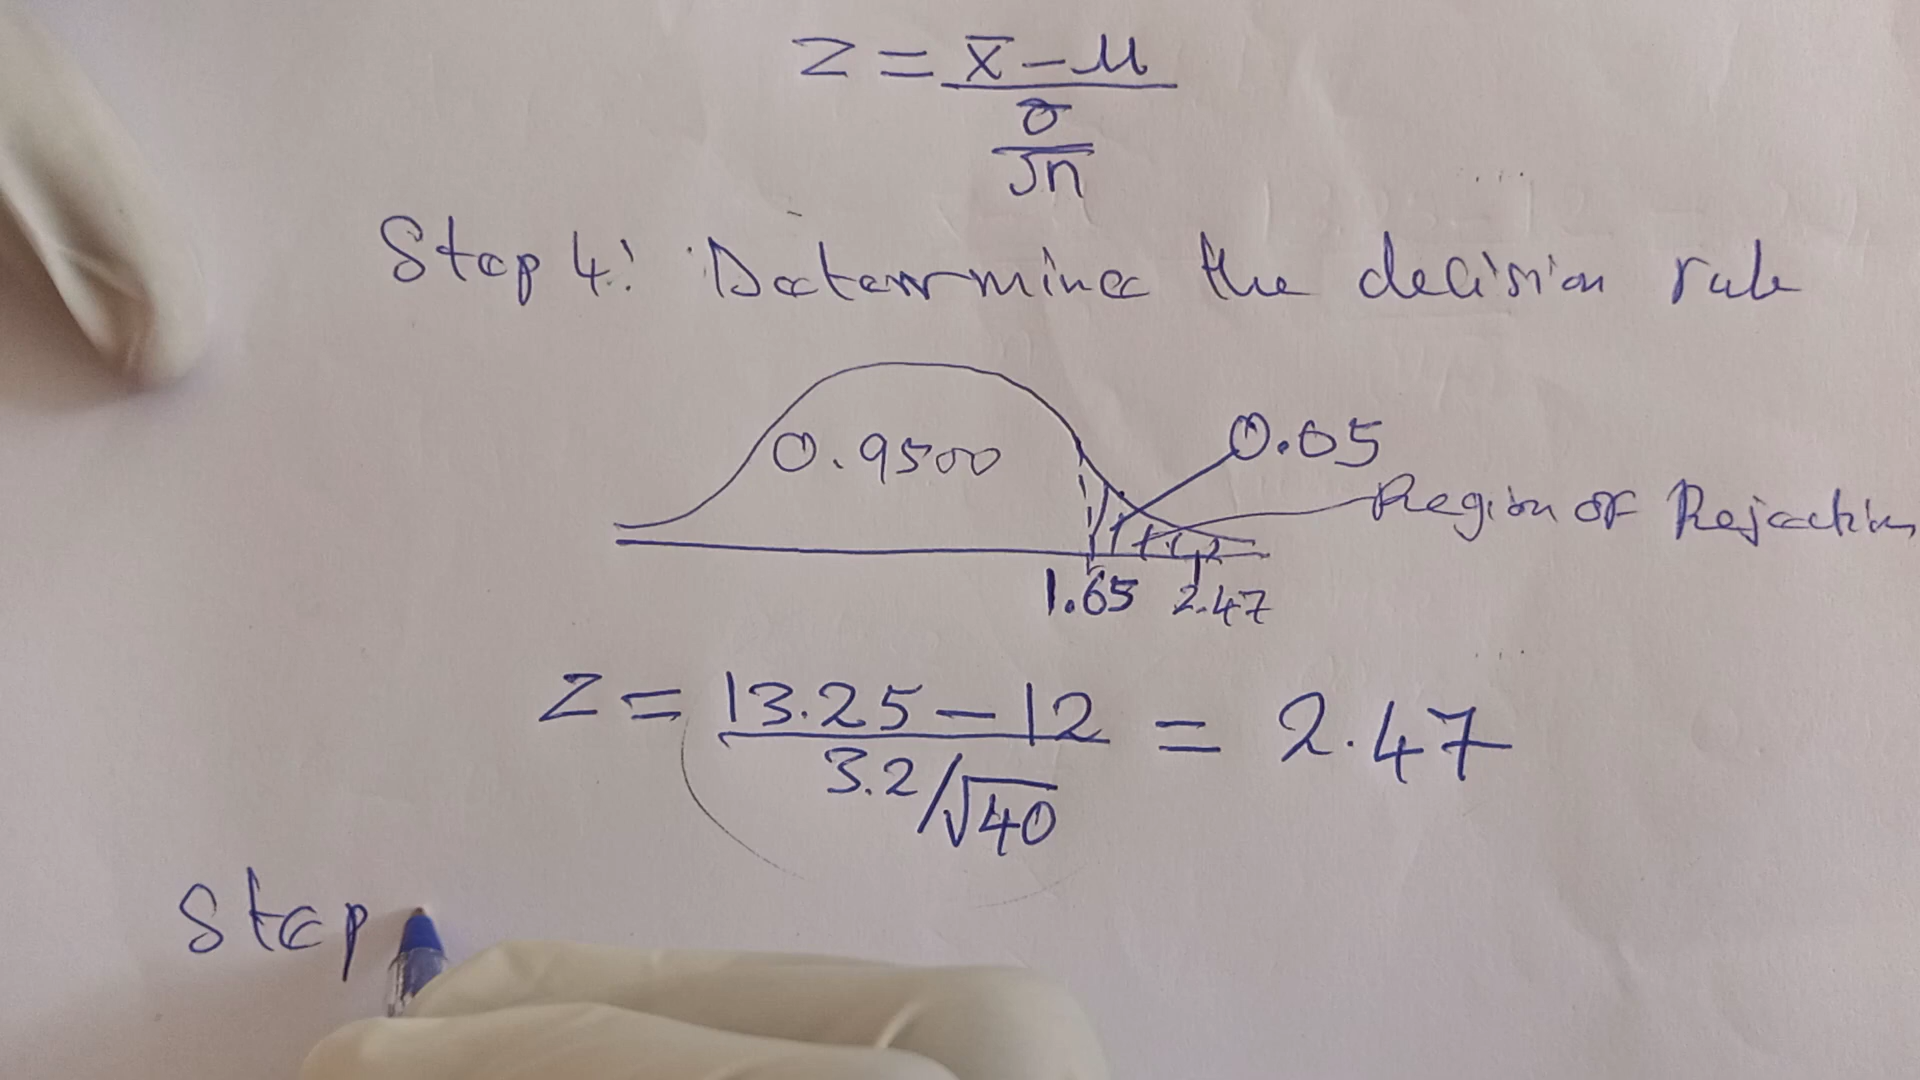 Z = x̄ - μ
σ
√n
Step 4: Determine the decision rule
0.9500
0.05
Region of Rejection
1.65 2.47
Z = 13.25 - 12 = 2.47
3.2/√40
Step